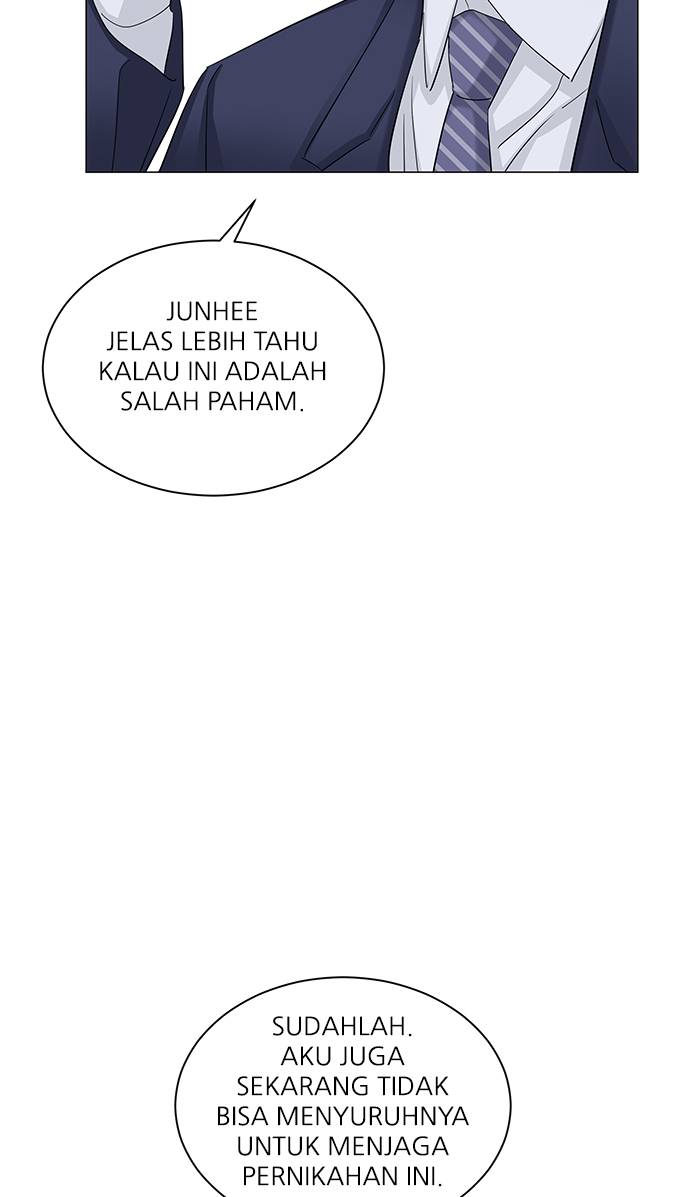 JUNHEE
JELAS LEBIH TAHU
KALAU INI ADALAH
SALAH PAHAM.
SUDAHLAH.
AKU JUGA
SEKARANG TIDAK
BISA MENYURUHNYA
UNTUK MENJAGA
PERNIKAHAN INI.